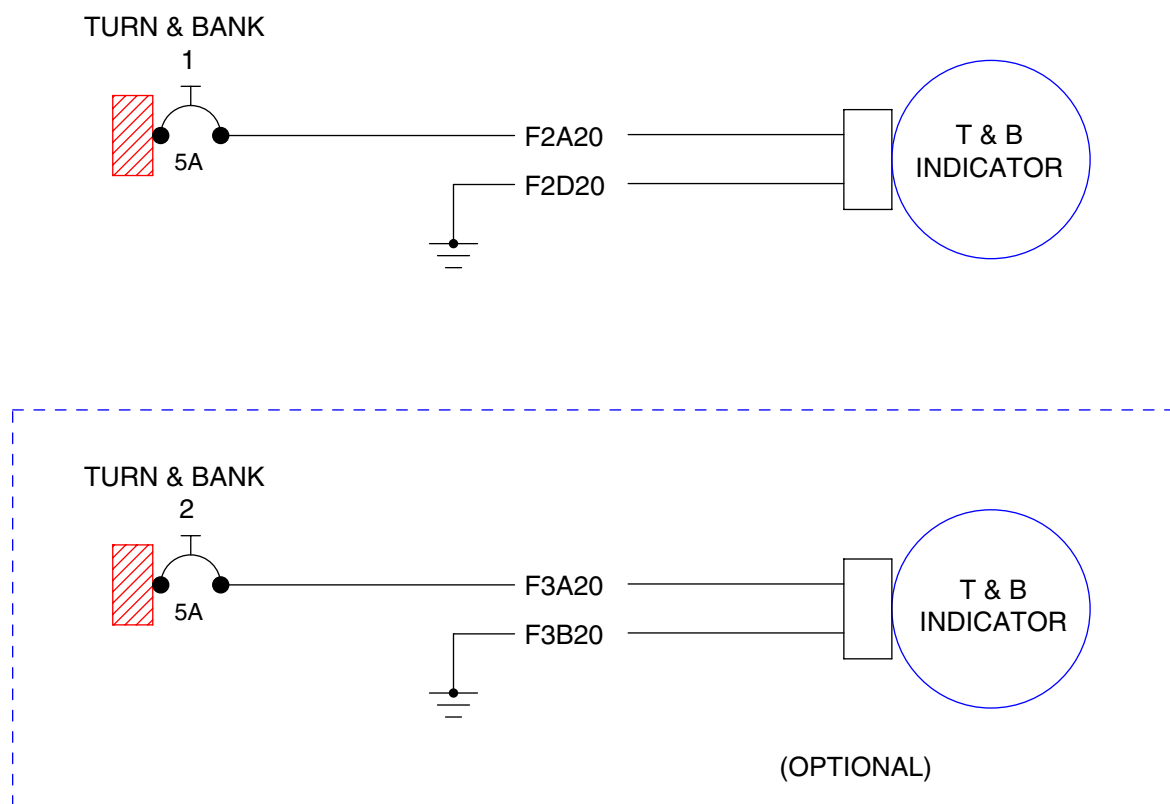 TURN & BANK
1
5A
F2A20
F2D20
T & B
INDICATOR
TURN & BANK
2
5A
F3A20
F3B20
T & B
INDICATOR
(OPTIONAL)